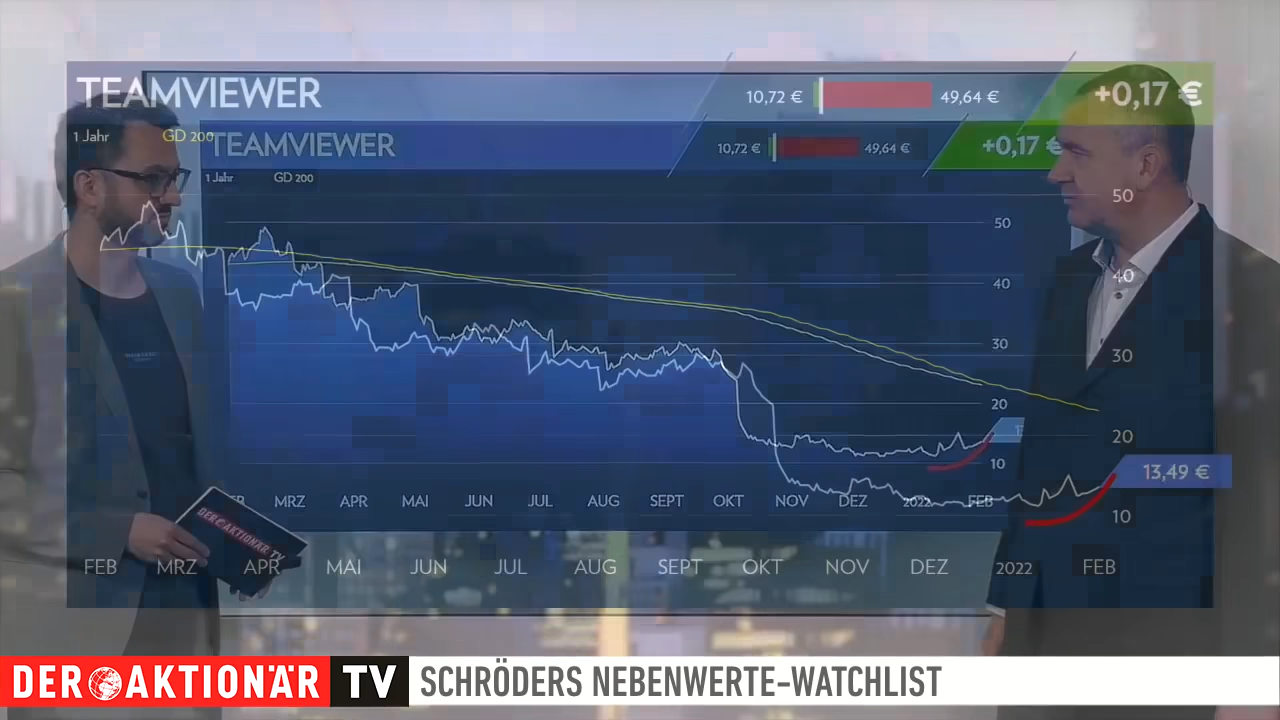 TEAMVIEWER
10,72 €
49,64 €
+0,17 €
1 Jahr
GD 200
TEAMVIEWER
10,72 €
49,64 €
+0,17 €
1 Jahr
GD 200
50
50
40
40
30
30
20
20
13,49 €
10
10
MRZ
APR
MAI
JUN
JUL
AUG
SEPT
OKT
NOV
DEZ
2022
FEB
FEB
MRZ
APR
MAI
JUN
JUL
AUG
SEPT
OKT
NOV
DEZ
2022
FEB
DER AKTIONÄR TV
DER AKTIONÄR TV
SCHRÖDERS NEBENWERTE-WATCHLIST